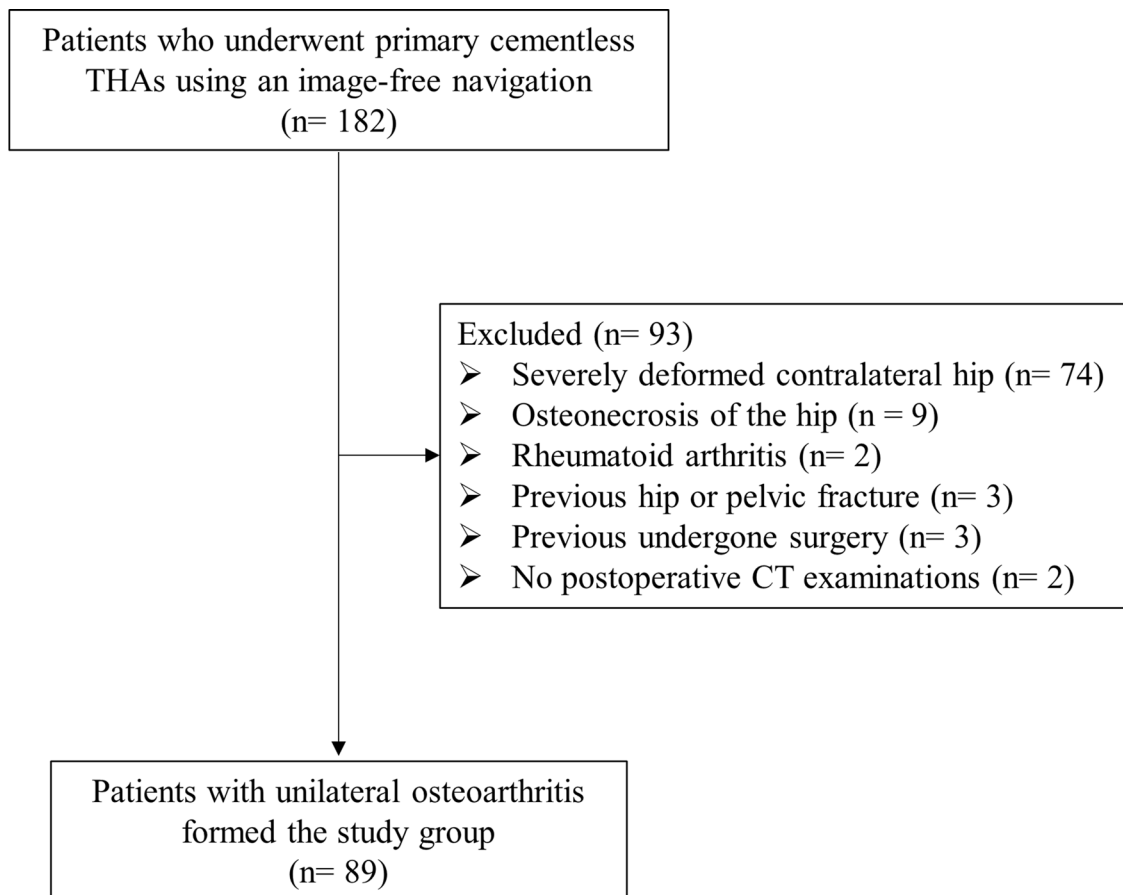 Patients who underwent primary cementless
THAs using an image-free navigation
(n= 182)
Excluded (n= 93)
➢ Severely deformed contralateral hip (n= 74)
➢ Osteonecrosis of the hip (n = 9)
➢ Rheumatoid arthritis (n= 2)
➢ Previous hip or pelvic fracture (n= 3)
➢ Previous undergone surgery (n= 3)
➢ No postoperative CT examinations (n= 2)
Patients with unilateral osteoarthritis
formed the study group
(n= 89)